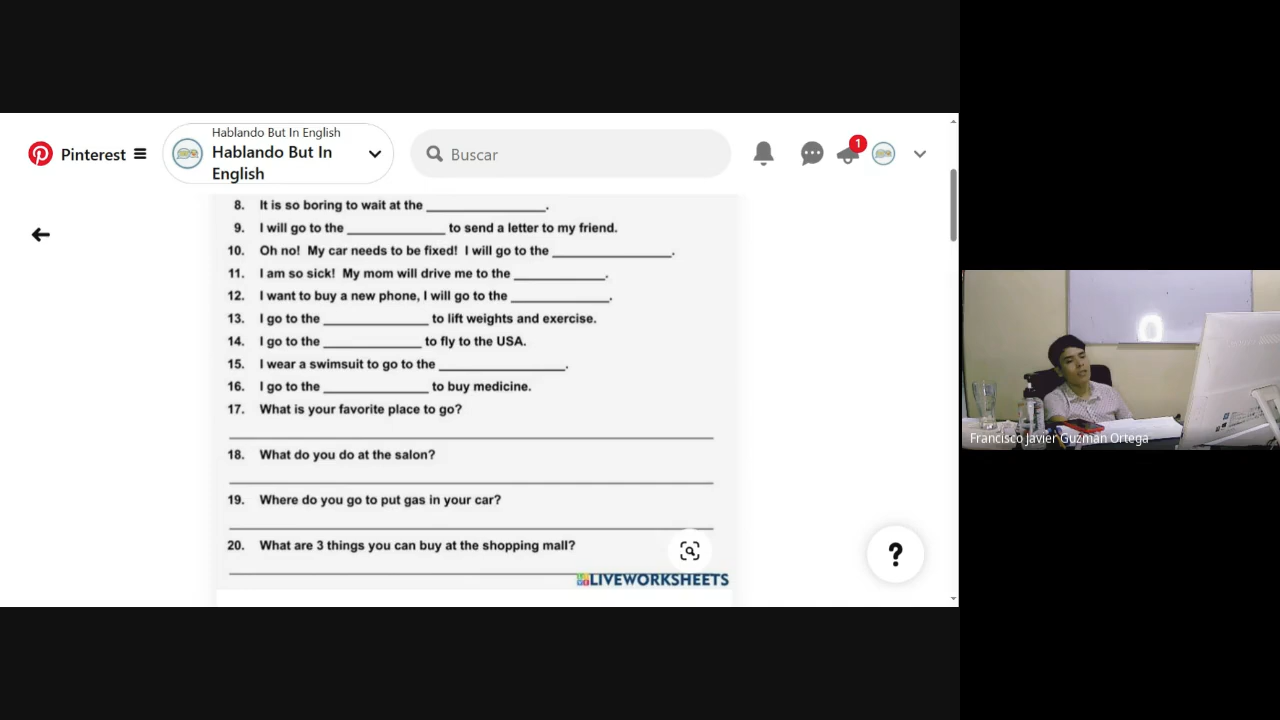 Hablando But In English
Pinterest
Hablando But In
English
Buscar
1
8. It is so boring to wait at the _______________.
9. I will go to the _____________ to send a letter to my friend.
10. Oh no! My car needs to be fixed! I will go to the _______________.
11. I am so sick! My mom will drive me to the ____________.
12. I want to buy a new phone, I will go to the _____________.
13. I go to the ______________ to lift weights and exercise.
14. I go to the _____________ to fly to the USA.
15. I wear a swimsuit to go to the ________________.
16. I go to the ______________ to buy medicine.
17. What is your favorite place to go?
18. What do you do at the salon?
19. Where do you go to put gas in your car?
20. What are 3 things you can buy at the shopping mall?
LIVEWORKSHEETS
?
Francisco Javier Guzmán Ortega